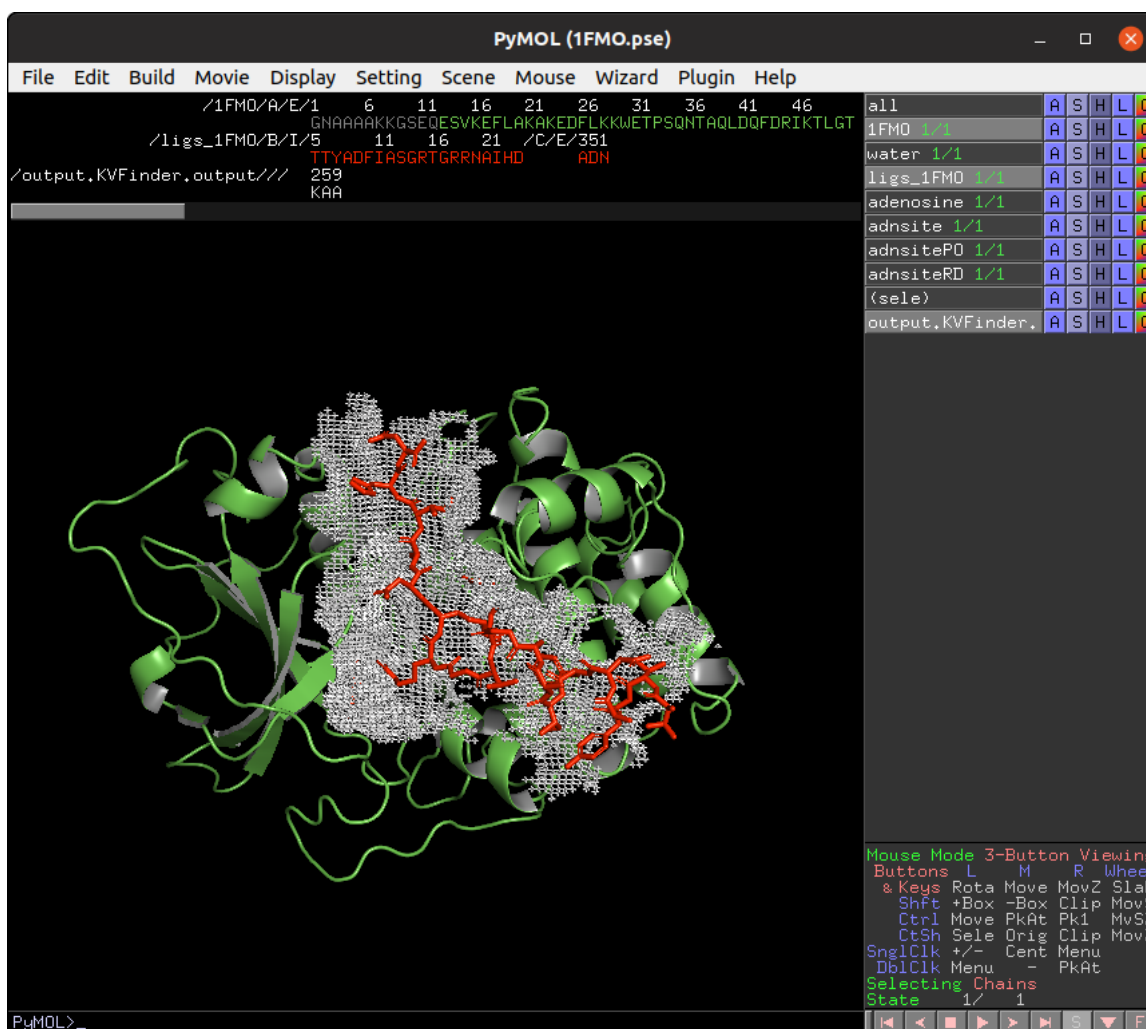 PyMOL (1FMO.pse)
File Edit Build Movie Display Setting Scene Mouse Wizard Plugin Help
/1FMO/A/E/1 6 11 16 21 26 31 36 41 46
GNAAAAKKGSEQESVKEFLAKAKEDFLKKWETPSQNTAQLDQFDRIKTLGT
/ligs_1FMO/B/I/5 11 16 21 /C/E/351
TTYADFIASGRTGRRNAIHD ADN
/output.KVFinder.output/// 259
KAA
all A S H L
1FMO 1/1 A S H L
water 1/1 A S H L
ligs_1FMO 1/1 A S H L
adenosine 1/1 A S H L
adnsite 1/1 A S H L
adnsitePO 1/1 A S H L
adnsiteRD 1/1 A S H L
(sele) A S H L
output.KVFinder. A S H L
Mouse Mode 3-Button Viewin
Buttons L M R Whee
& Keys Rota Move MovZ Sla
Shft +Box -Box Clip Mov
Ctrl Move PkAt Pk1 MvS
CtSh Sele Orig Clip Mov
SnglClk +/- Cent Menu
DblClk Menu - PkAt
Selecting Chains
State 1/ 1
S F
PyMOL>_